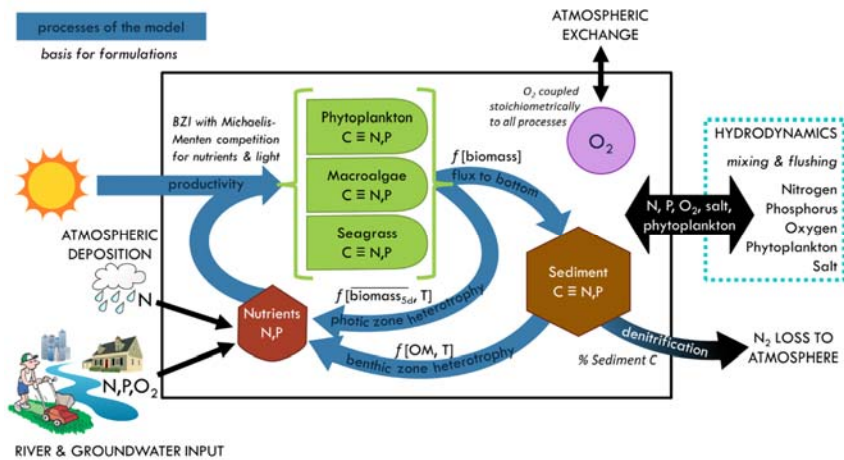 processes of the model
basis for formulations
ATMOSPHERIC
EXCHANGE
BZI with Michaelis-
Menten competition
for nutrients & light
Phytoplankton
C ≡ N,P
Macroalgae
C ≡ N,P
Seagrass
C ≡ N,P
O₂ coupled
stoichiometrically
to all processes
O₂
HYDRODYNAMICS
mixing & flushing
Nitrogen
Phosphorus
Oxygen
Phytoplankton
Salt
productivity
f [biomass]
flux to bottom
N, P, O₂, salt,
phytoplankton
ATMOSPHERIC
DEPOSITION
N
Nutrients
N,P
f [biomass₅d, T]
photic zone heterotrophy
Sediment
C ≡ N,P
f [OM, T]
benthic zone heterotrophy
denitrification
% Sediment C
N₂ LOSS TO
ATMOSPHERE
N,P,O₂
RIVER & GROUNDWATER INPUT